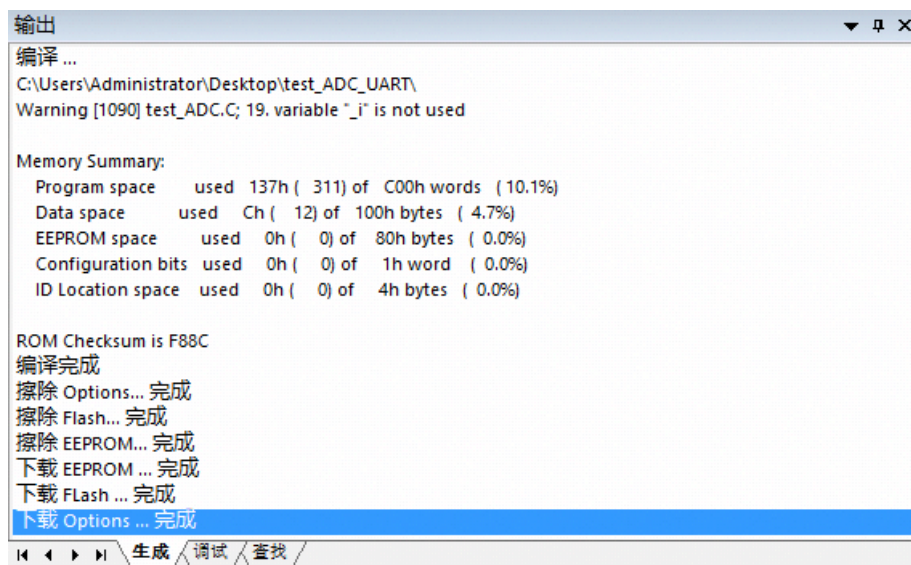 输出
编译 ...
C:\Users\Administrator\Desktop\test_ADC_UART\
Warning [1090] test_ADC.C; 19. variable "_i" is not used
Memory Summary:
Program space used 137h ( 311) of C00h words ( 10.1%)
Data space used Ch ( 12) of 100h bytes ( 4.7%)
EEPROM space used 0h ( 0) of 80h bytes ( 0.0%)
Configuration bits used 0h ( 0) of 1h word ( 0.0%)
ID Location space used 0h ( 0) of 4h bytes ( 0.0%)
ROM Checksum is F88C
编译完成
擦除 Options... 完成
擦除 Flash... 完成
擦除 EEPROM... 完成
下载 EEPROM ... 完成
下载 FLash ... 完成
下载 Options ... 完成
生成 调试 查找